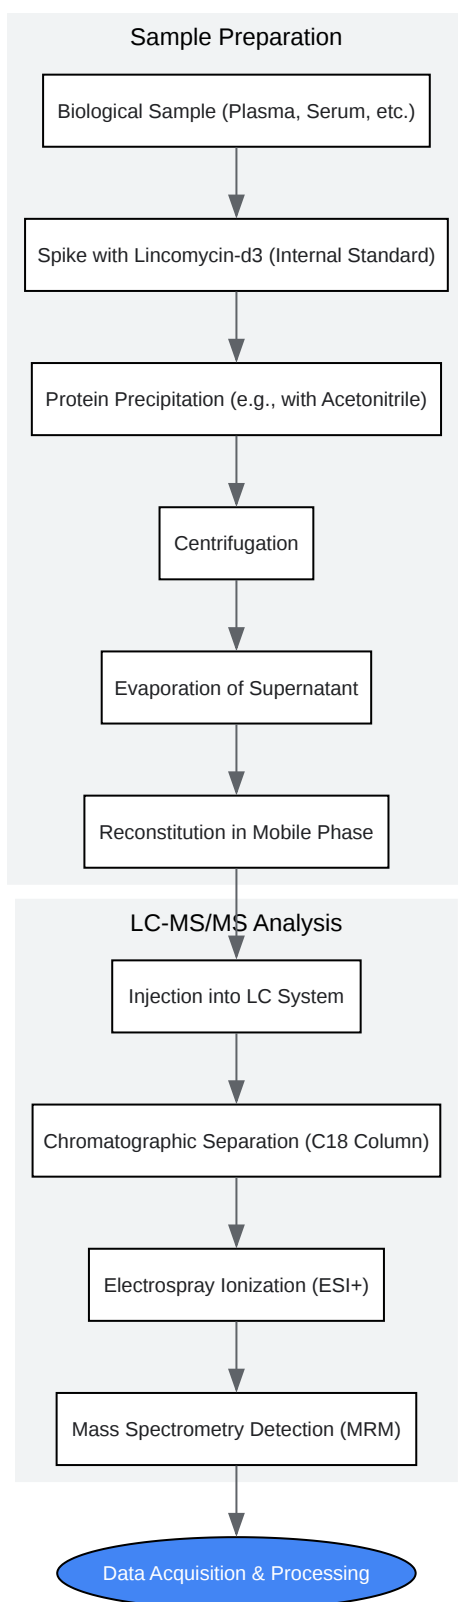 Sample Preparation
Biological Sample (Plasma, Serum, etc.)
Spike with Lincomycin-d3 (Internal Standard)
Protein Precipitation (e.g., with Acetonitrile)
Centrifugation
Evaporation of Supernatant
Reconstitution in Mobile Phase
LC-MS/MS Analysis
Injection into LC System
Chromatographic Separation (C18 Column)
Electrospray Ionization (ESI+)
Mass Spectrometry Detection (MRM)
Data Acquisition & Processing